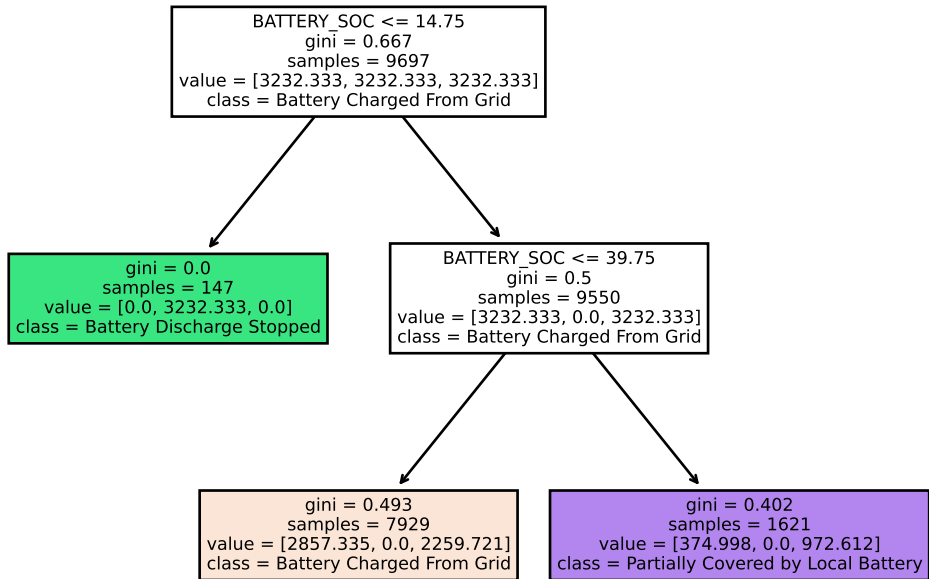 BATTERY_SOC <= 14.75
gini = 0.667
samples = 9697
value = [3232.333, 3232.333, 3232.333]
class = Battery Charged From Grid
gini = 0.0
samples = 147
value = [0.0, 3232.333, 0.0]
class = Battery Discharge Stopped
BATTERY_SOC <= 39.75
gini = 0.5
samples = 9550
value = [3232.333, 0.0, 3232.333]
class = Battery Charged From Grid
gini = 0.493
samples = 7929
value = [2857.335, 0.0, 2259.721]
class = Battery Charged From Grid
gini = 0.402
samples = 1621
value = [374.998, 0.0, 972.612]
class = Partially Covered by Local Battery